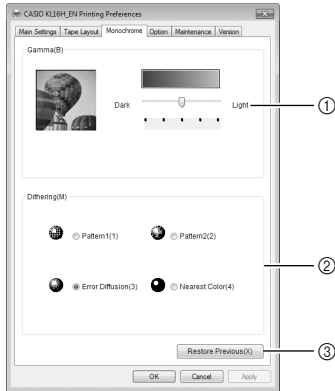 CASIO KL16H_EN Printing Preferences
Main Settings Tape Layout Monochrome Option Maintenance Version
Gamma(B)
Dark Light
①
Dithering(M)
Pattern1(1) Pattern2(2)
②
Error Diffusion(3) Nearest Color(4)
Restore Previous(X)
③
OK Cancel Apply